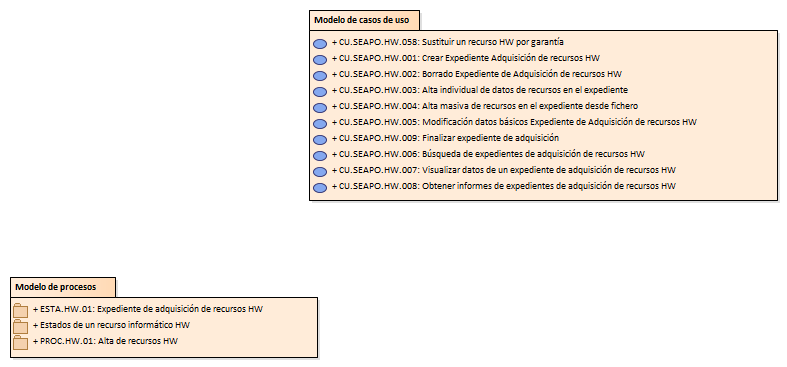 Modelo de casos de uso
+ CU.SEAPO.HW.058: Sustituir un recurso HW por garantía
+ CU.SEAPO.HW.001: Crear Expediente Adquisición de recursos HW
+ CU.SEAPO.HW.002: Borrado Expediente de Adquisición de recursos HW
+ CU.SEAPO.HW.003: Alta individual de datos de recursos en el expediente
+ CU.SEAPO.HW.004: Alta masiva de recursos en el expediente desde fichero
+ CU.SEAPO.HW.005: Modificación datos básicos Expediente de Adquisición de recursos HW
+ CU.SEAPO.HW.009: Finalizar expediente de adquisición
+ CU.SEAPO.HW.006: Búsqueda de expedientes de adquisición de recursos HW
+ CU.SEAPO.HW.007: Visualizar datos de un expediente de adquisición de recursos HW
+ CU.SEAPO.HW.008: Obtener informes de expedientes de adquisición de recursos HW
Modelo de procesos
+ ESTA.HW.01: Expediente de adquisición de recursos HW
+ Estados de un recurso informático HW
+ PROC.HW.01: Alta de recursos HW